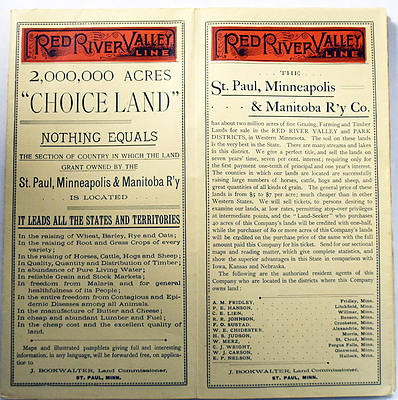 RED RIVER VALLEY
LINE
2,000,000 ACRES
"CHOICE LAND"
NOTHING EQUALS
THE SECTION OF COUNTRY IN WHICH THE LAND
GRANT OWNED BY THE
St. Paul, Minneapolis & Manitoba R'y
IS LOCATED
IT LEADS ALL THE STATES AND TERRITORIES
In the raising of Wheat, Barley, Rye and Oats;
In the raising of Root and Grass Crops of every
variety;
In the raising of Horses, Cattle, Hogs and Sheep;
In Quality, Quantity and Distribution of Timber;
In abundance of Pure Living Water;
In reliable Grain and Stock Markets;
In freedom from Malaria and for general
healthfulness of its People;
In the entire freedom from Contagious and Epi-
demic Diseases among all Animals.
In the manufacture of Butter and Cheese;
In cheap and abundant Lumber and Fuel;
In the cheap cost and the excellent quality of
land.
Maps and illustrated pamphlets giving full and interesting
information, in any language, will be forwarded free, on applica-
tion to
J. BOOKWALTER, Land Commissioner,
ST. PAUL, MINN.
RED RIVER VALLEY
LINE
THE
St. Paul, Minneapolis
& Manitoba R'y Co.
has about two million acres of fine Grazing, Farming and Timber
Lands for sale in the RED RIVER VALLEY and PARK
DISTRICTS, in Western Minnesota. The soil on these lands
is the very best in the State. There are many streams and lakes
in this district. We give a perfect title, and sell the lands on
seven years' time, seven per cent. interest; requiring only for
the first payment one-tenth of principal and one year's interest.
The counties in which our lands are located are successfully
raising large numbers of horses, cattle, hogs and sheep, and
great quantities of all kinds of grain. The general price of these
lands is from $5 to $7 per acre; much cheaper than in other
Western States. We will sell tickets, to persons desiring to
examine our lands, at low rates, permitting stop-over privileges
at intermediate points, and the "Land-Seeker" who purchases
40 acres of this Company's lands will be credited with one-half,
while the purchaser of 80 or more acres of this Company's lands
will be credited on the purchase price of the same with the full
amount paid this Company for his ticket. Send for our sectional
maps and reading matter, which give complete statistics, and
show the superior advantages in this State in comparison with
Iowa, Kansas and Nebraska.
The following are the authorized resident agents of this
Company who are located in the districts where this Company
owns land:
A. M. FRIDLEY, Fridley, Minn.
P. E. HANSON, Litchfield, Minn.
C. E. LIEN, Willmar, Minn.
R. R. JOHNSON, Benson, Minn.
F. O. SUSTAD, Crookston, Minn.
W. E. CHIDESTER, Alexandria, Minn.
H. S. JUDSON, Morris, Minn.
W. MERZ, St. Cloud, Minn.
C. J. WRIGHT, Fergus Falls, Minn.
W. J. CARSON, Glenwood, Minn.
E. P. NELSON, Hallock, Minn.
J. BOOKWALTER, Land Commissioner,
ST. PAUL, MINN.